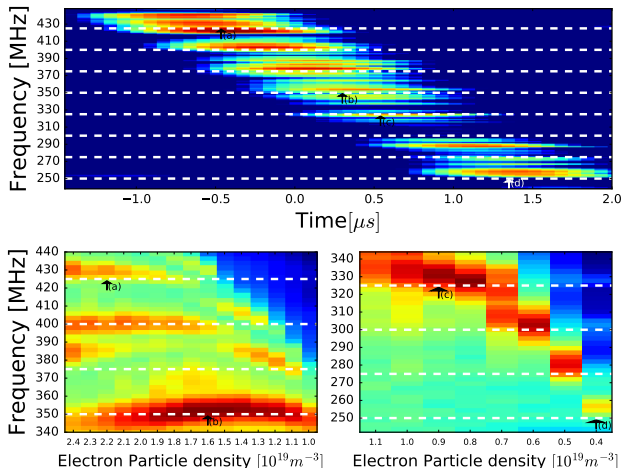 Frequency [MHz]
430
410
390
370
350
330
310
290
270
250
(a)
(b)
(c)
(d)
−1.0
−0.5
0.0
0.5
1.0
1.5
2.0
Time[μs]
Frequency [MHz]
440
430
420
410
400
390
380
370
360
350
340
(a)
(b)
2.4 2.3 2.2 2.1 2.0 1.9 1.8 1.7 1.6 1.5 1.4 1.3 1.2 1.1 1.0
Electron Particle density [10¹⁹m⁻³]
340
330
320
310
300
290
280
270
260
250
(c)
(d)
1.1 1.0 0.9 0.8 0.7 0.6 0.5 0.4
Electron Particle density [10¹⁹m⁻³]